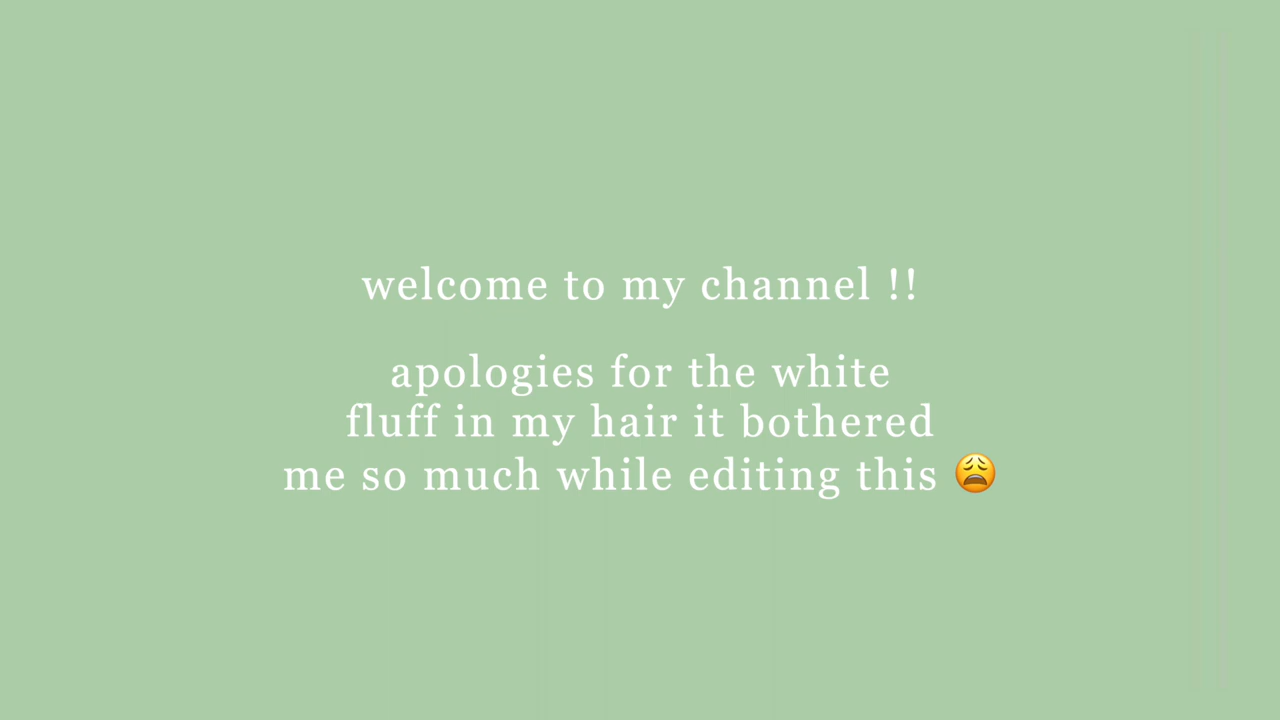 welcome to my channel !!
apologies for the white
fluff in my hair it bothered
me so much while editing this 😩